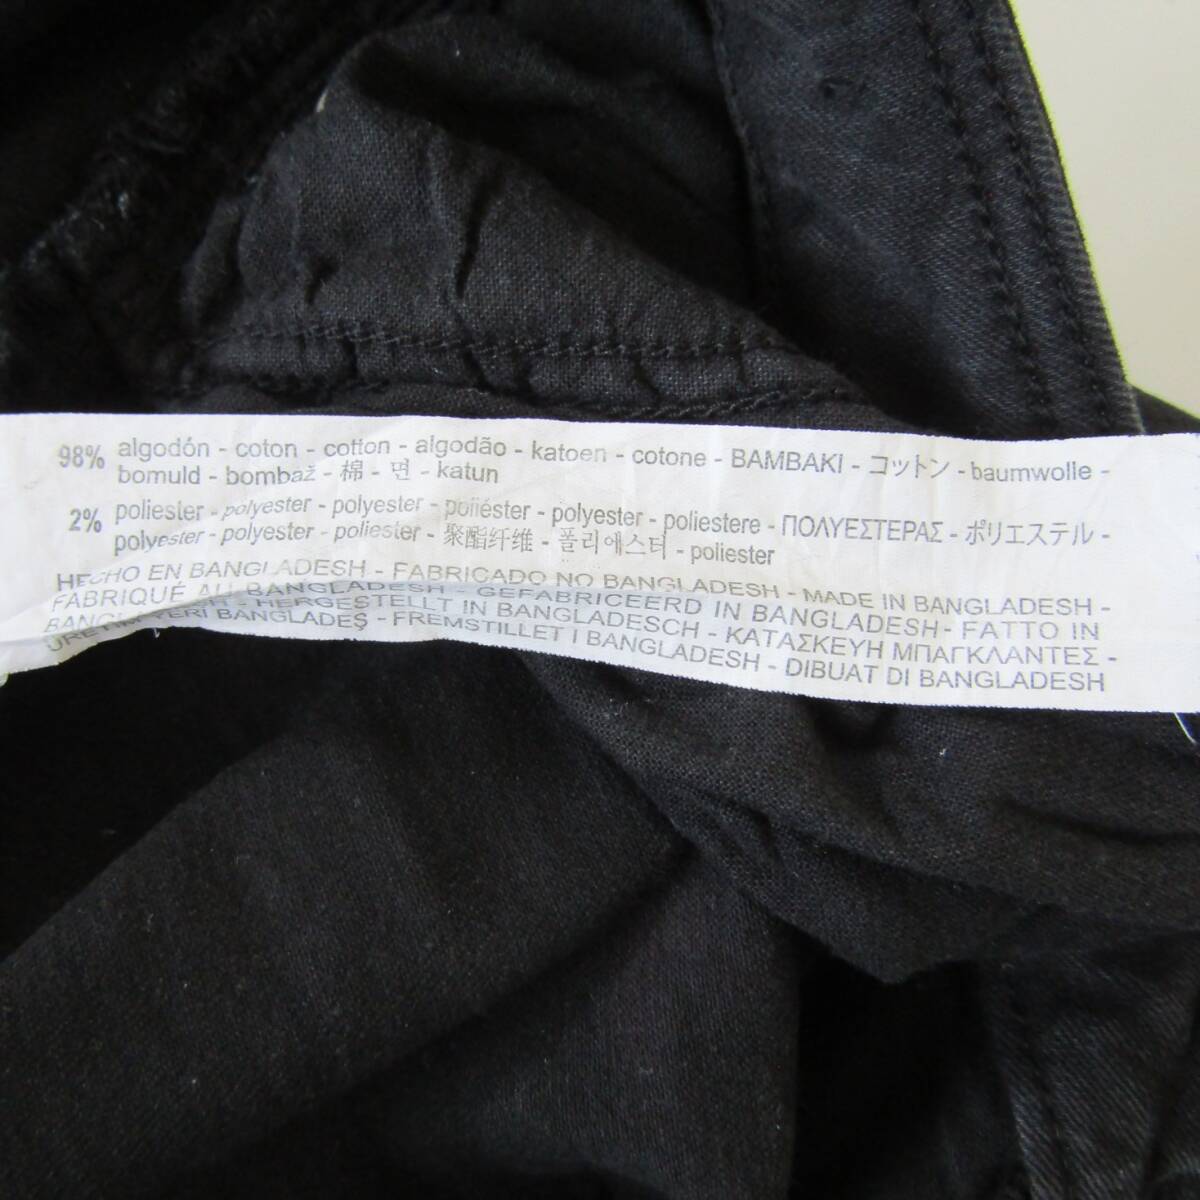 98% algodón - coton - cotton - algodão - katoen - cotone - BAMBAKI - コットン - baumwolle -
bomuld - bombaž - 棉 - 면 - katun
2% poliester - polyester - polyester - poliéster - polyester - poliestere - ΠΟΛΥΕΣΤΕΡΑΣ - ポリエステル -
polyester - polyester - poliester - 聚酯纤维 - 폴리에스터 - poliester
HECHO EN BANGLADESH - FABRICADO NO BANGLADESH - MADE IN BANGLADESH -
FABRIQUÉ AU BANGLADESH - GEFABRICEERD IN BANGLADESH - FATTO IN
- HERGESTELLT IN BANGLADESCH - ΚΑΤΑΣΚΕΥΗ ΜΠΑΓΚΛΑΝΤΕΣ -
YERI BANGLADEŞ - FREMSTILLET I BANGLADESH - DIBUAT DI BANGLADESH